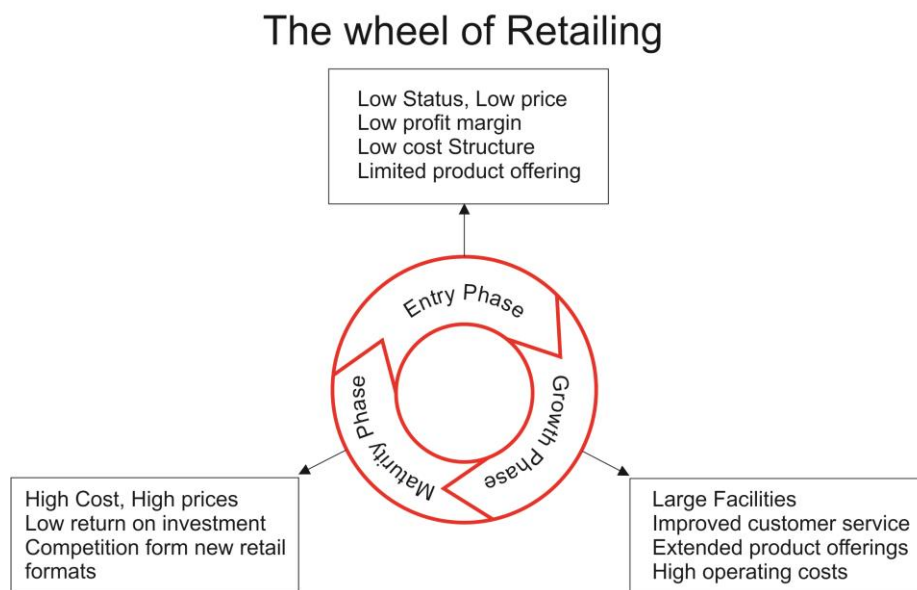 The wheel of Retailing
Low Status, Low price
Low profit margin
Low cost Structure
Limited product offering
Entry Phase
Growth Phase
Maturity Phase
High Cost, High prices
Low return on investment
Competition form new retail
formats
Large Facilities
Improved customer service
Extended product offerings
High operating costs